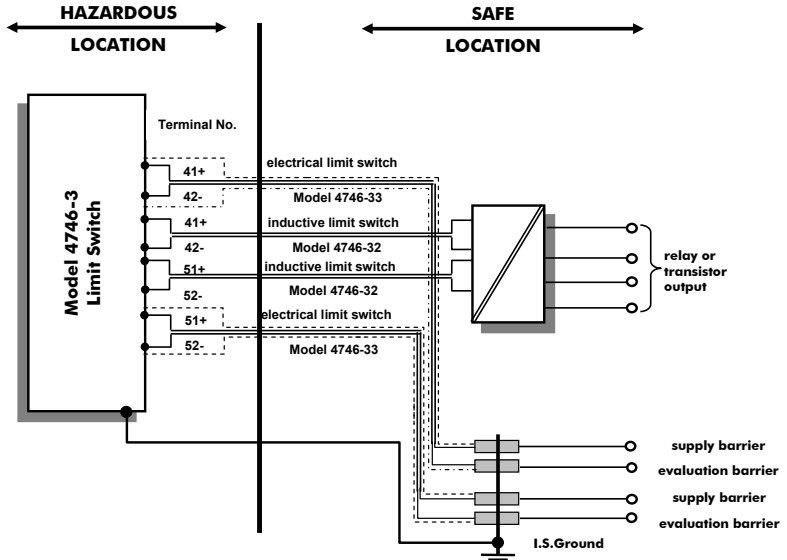 HAZARDOUS
LOCATION
SAFE
LOCATION
Terminal No.
Model 4746-3
Limit Switch
41+
42-
41+
42-
51+
52-
51+
52-
electrical limit switch
Model 4746-33
inductive limit switch
Model 4746-32
inductive limit switch
Model 4746-32
electrical limit switch
Model 4746-33
relay or
transistor
output
supply barrier
evaluation barrier
supply barrier
evaluation barrier
I.S.Ground